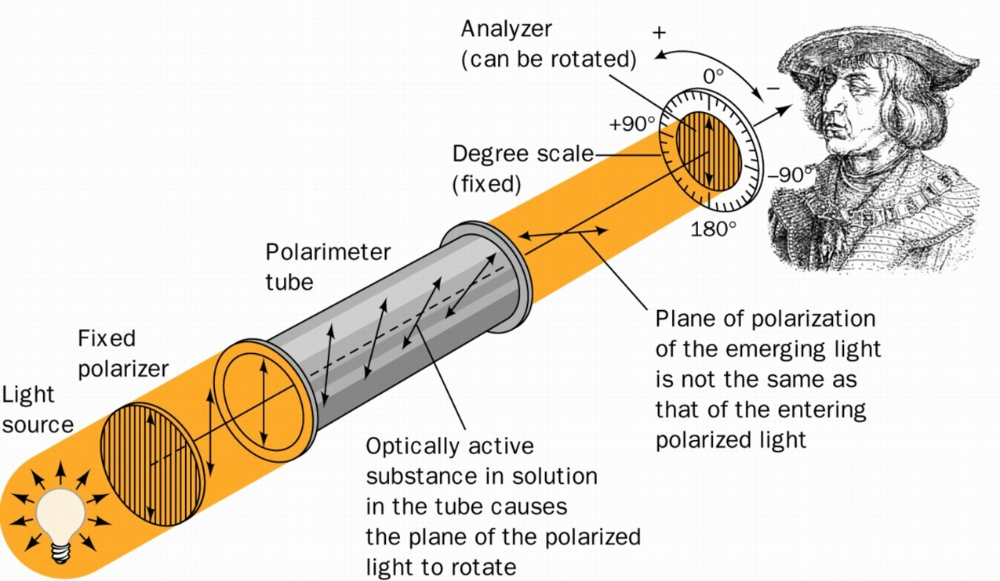 Analyzer
(can be rotated)
+
0°
–
+90°
Degree scale
(fixed)
–90°
180°
Polarimeter
tube
Plane of polarization
of the emerging light
is not the same as
that of the entering
polarized light
Fixed
polarizer
Light
source
Optically active
substance in solution
in the tube causes
the plane of the polarized
light to rotate